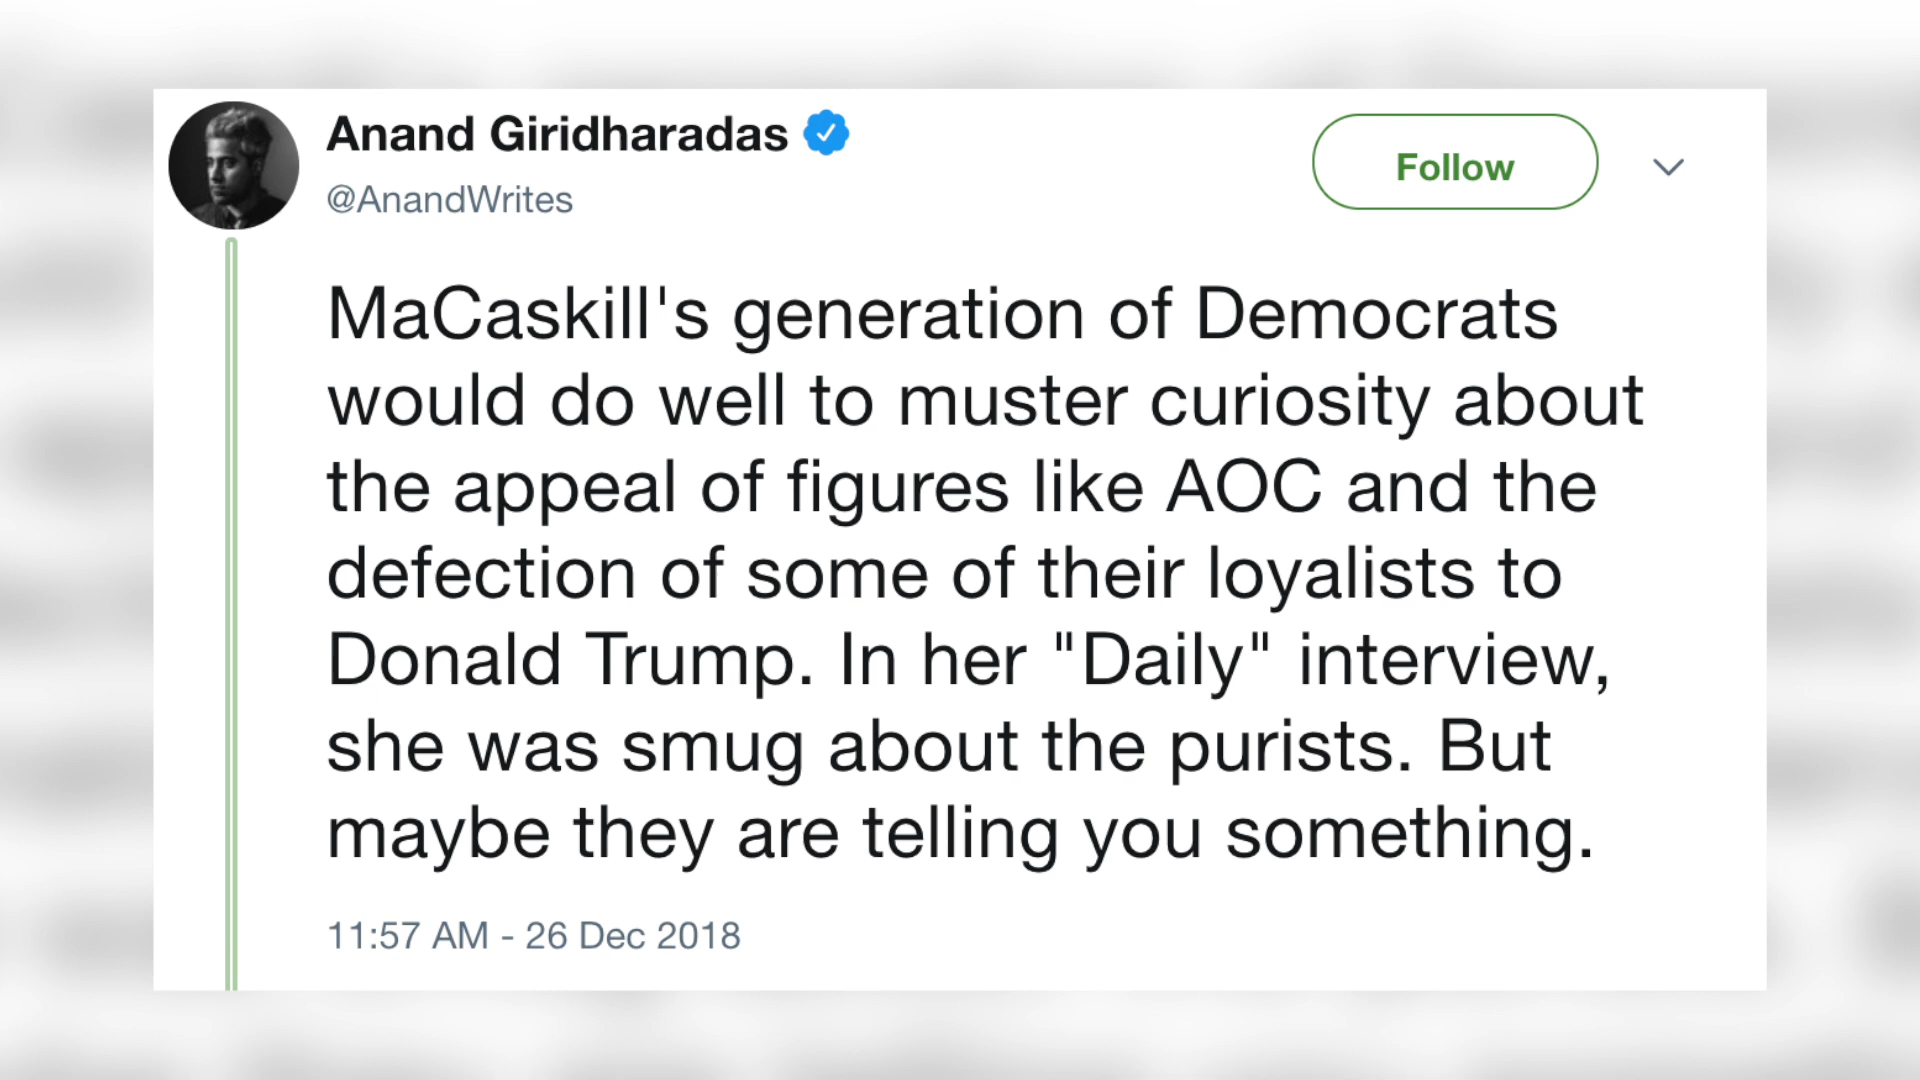 Anand Giridharadas
@AnandWrites
Follow
MaCaskill's generation of Democrats
would do well to muster curiosity about
the appeal of figures like AOC and the
defection of some of their loyalists to
Donald Trump. In her "Daily" interview,
she was smug about the purists. But
maybe they are telling you something.
11:57 AM - 26 Dec 2018